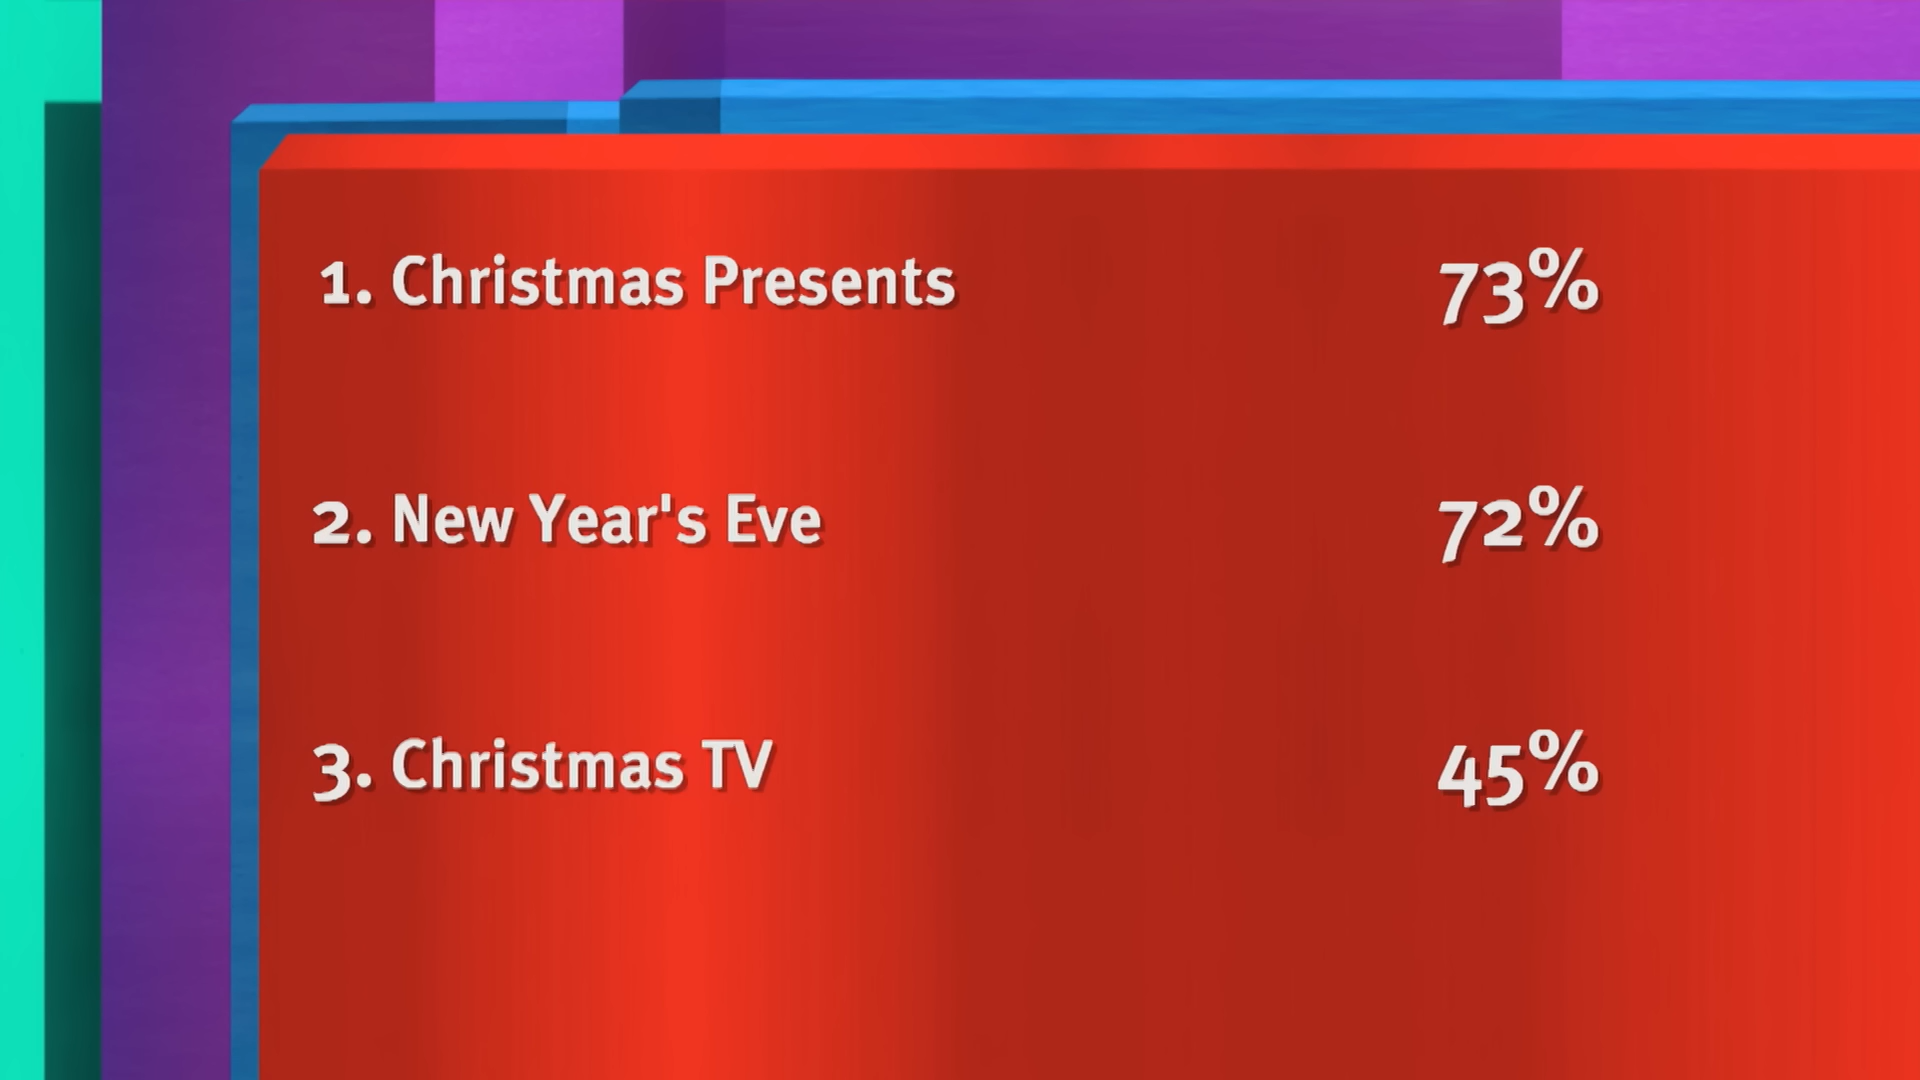 1. Christmas Presents 73%
2. New Year's Eve 72%
3. Christmas TV 45%